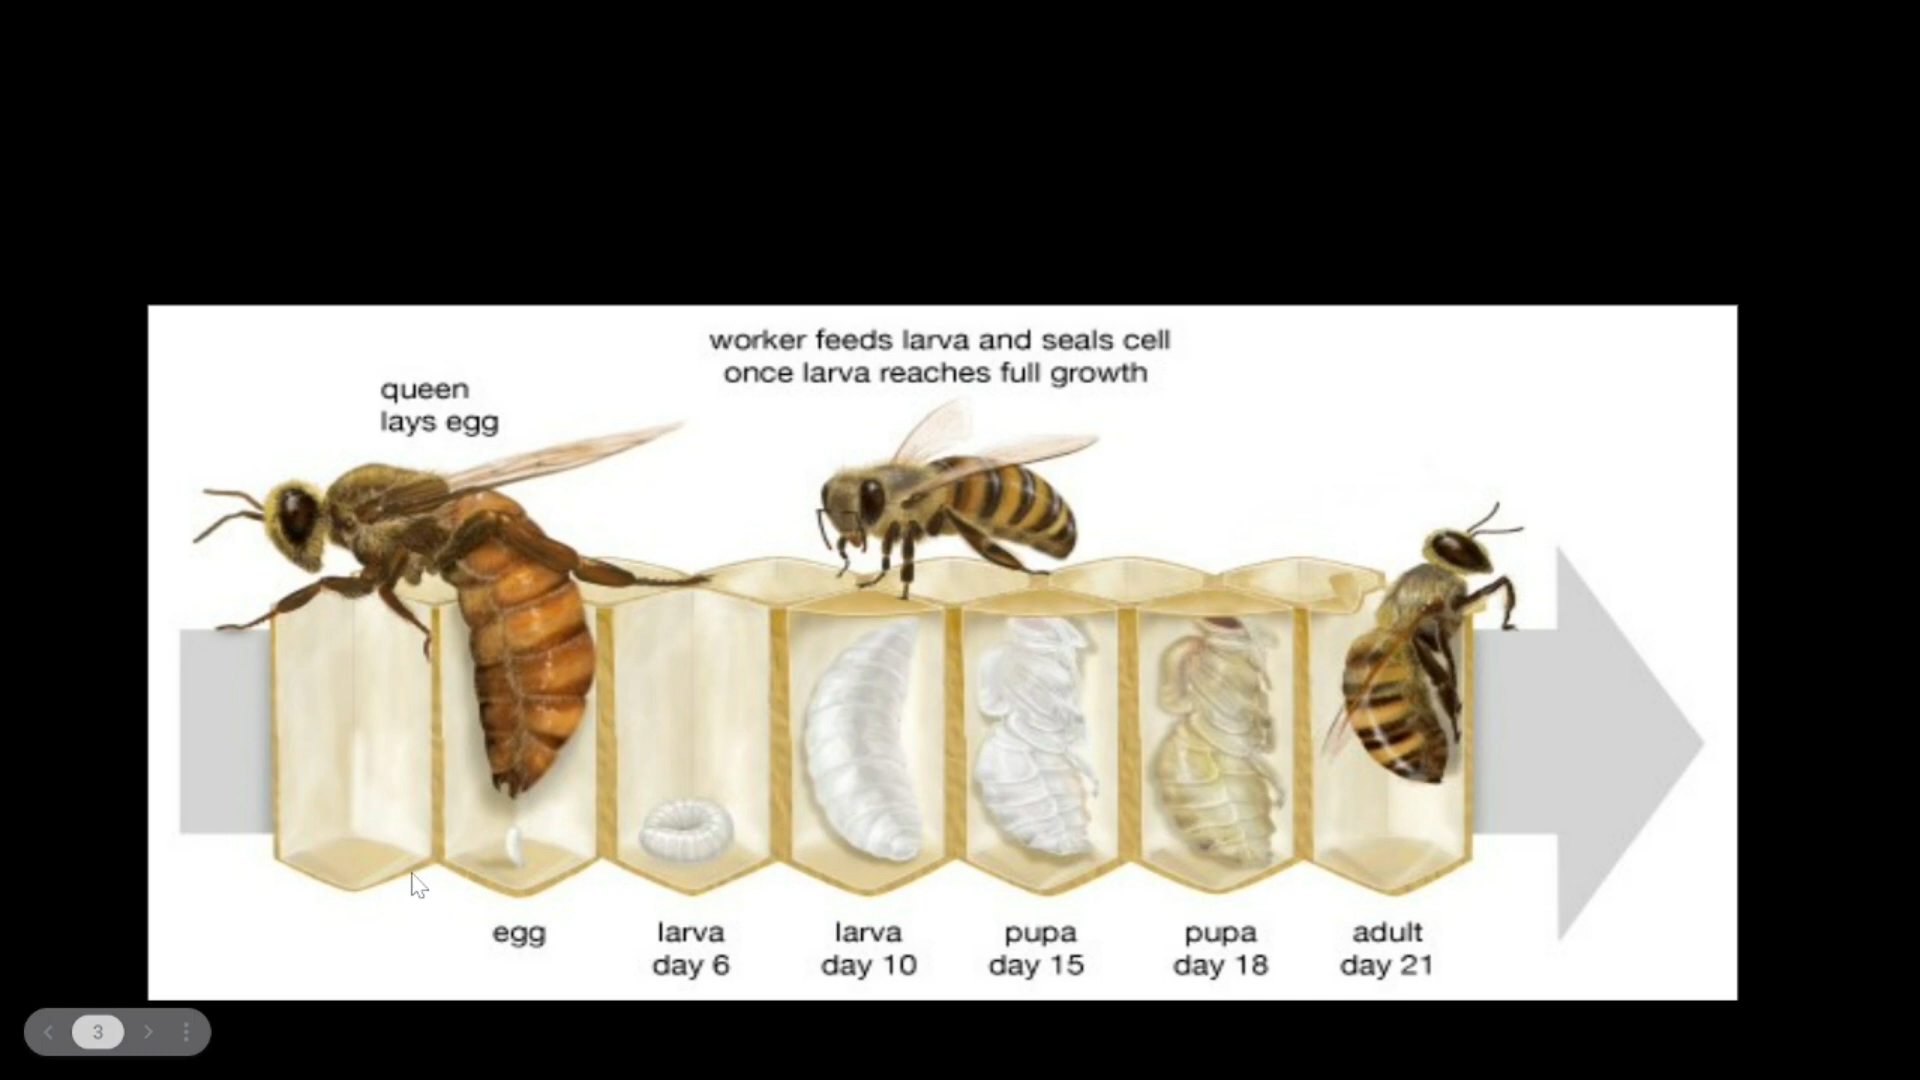 worker feeds larva and seals cell
once larva reaches full growth
queen
lays egg
egg
larva
day 6
larva
day 10
pupa
day 15
pupa
day 18
adult
day 21
3